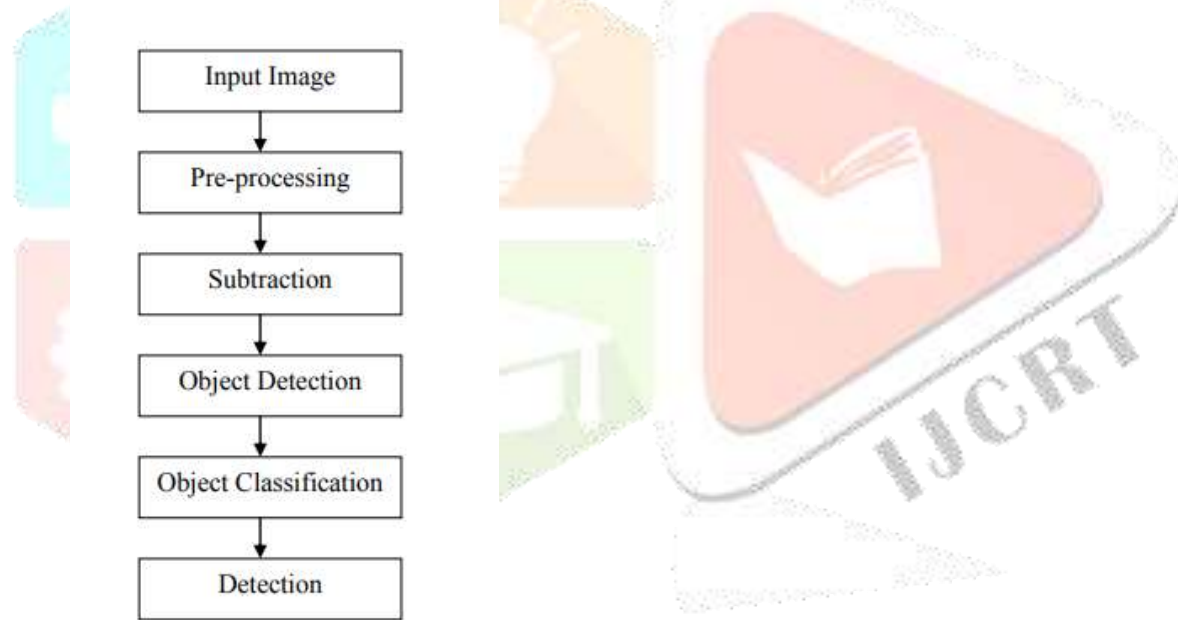 Input Image
Pre-processing
Subtraction
Object Detection
Object Classification
Detection
IJCRT